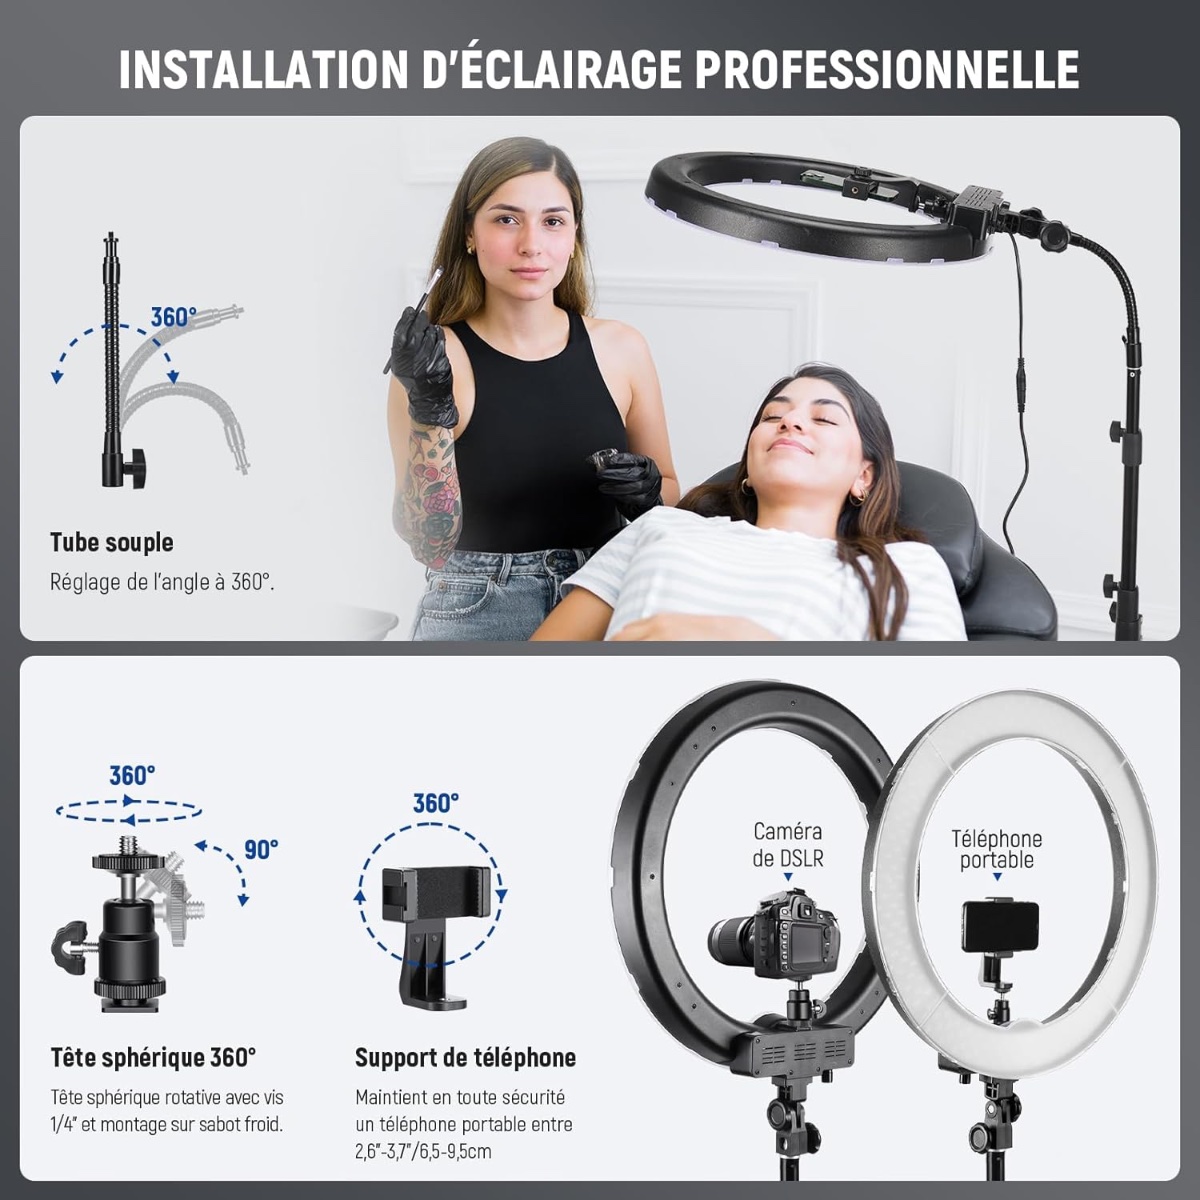 INSTALLATION D'ÉCLAIRAGE PROFESSIONNELLE
360°
Tube souple
Réglage de l'angle à 360°.
360°
90°
360°
Caméra
de DSLR
Téléphone
portable
Tête sphérique 360°
Tête sphérique rotative avec vis
1/4" et montage sur sabot froid.
Support de téléphone
Maintient en toute sécurité
un téléphone portable entre
2,6"-3,7"/6,5-9,5cm